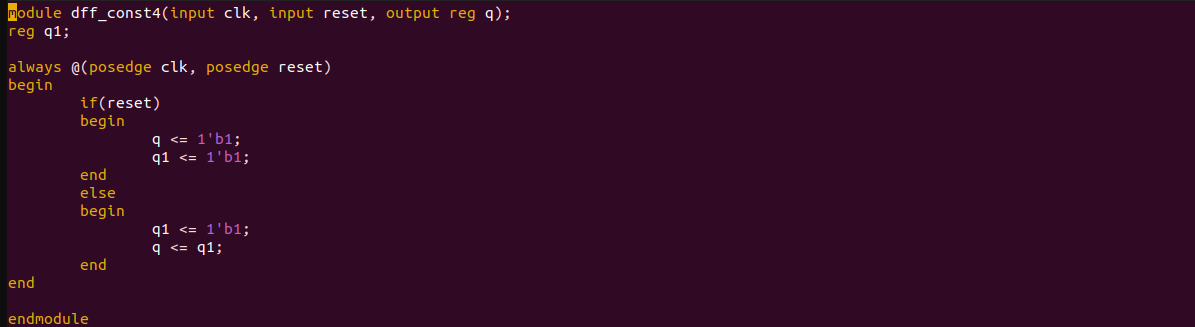 module dff_const4(input clk, input reset, output reg q);
reg q1;
always @(posedge clk, posedge reset)
begin
if(reset)
begin
q <= 1'b1;
q1 <= 1'b1;
end
else
begin
q1 <= 1'b1;
q <= q1;
end
end
endmodule